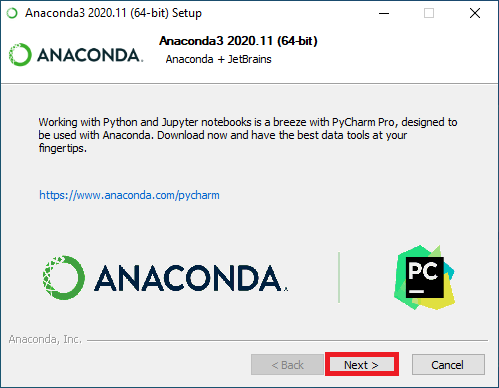 Anaconda3 2020.11 (64-bit) Setup
ANACONDA.
Anaconda3 2020.11 (64-bit)
Anaconda + JetBrains
Working with Python and Jupyter notebooks is a breeze with PyCharm Pro, designed to
be used with Anaconda. Download now and have the best data tools at your
fingertips.
https://www.anaconda.com/pycharm
ANACONDA.
PC
Anaconda, Inc.
< Back
Next >
Cancel